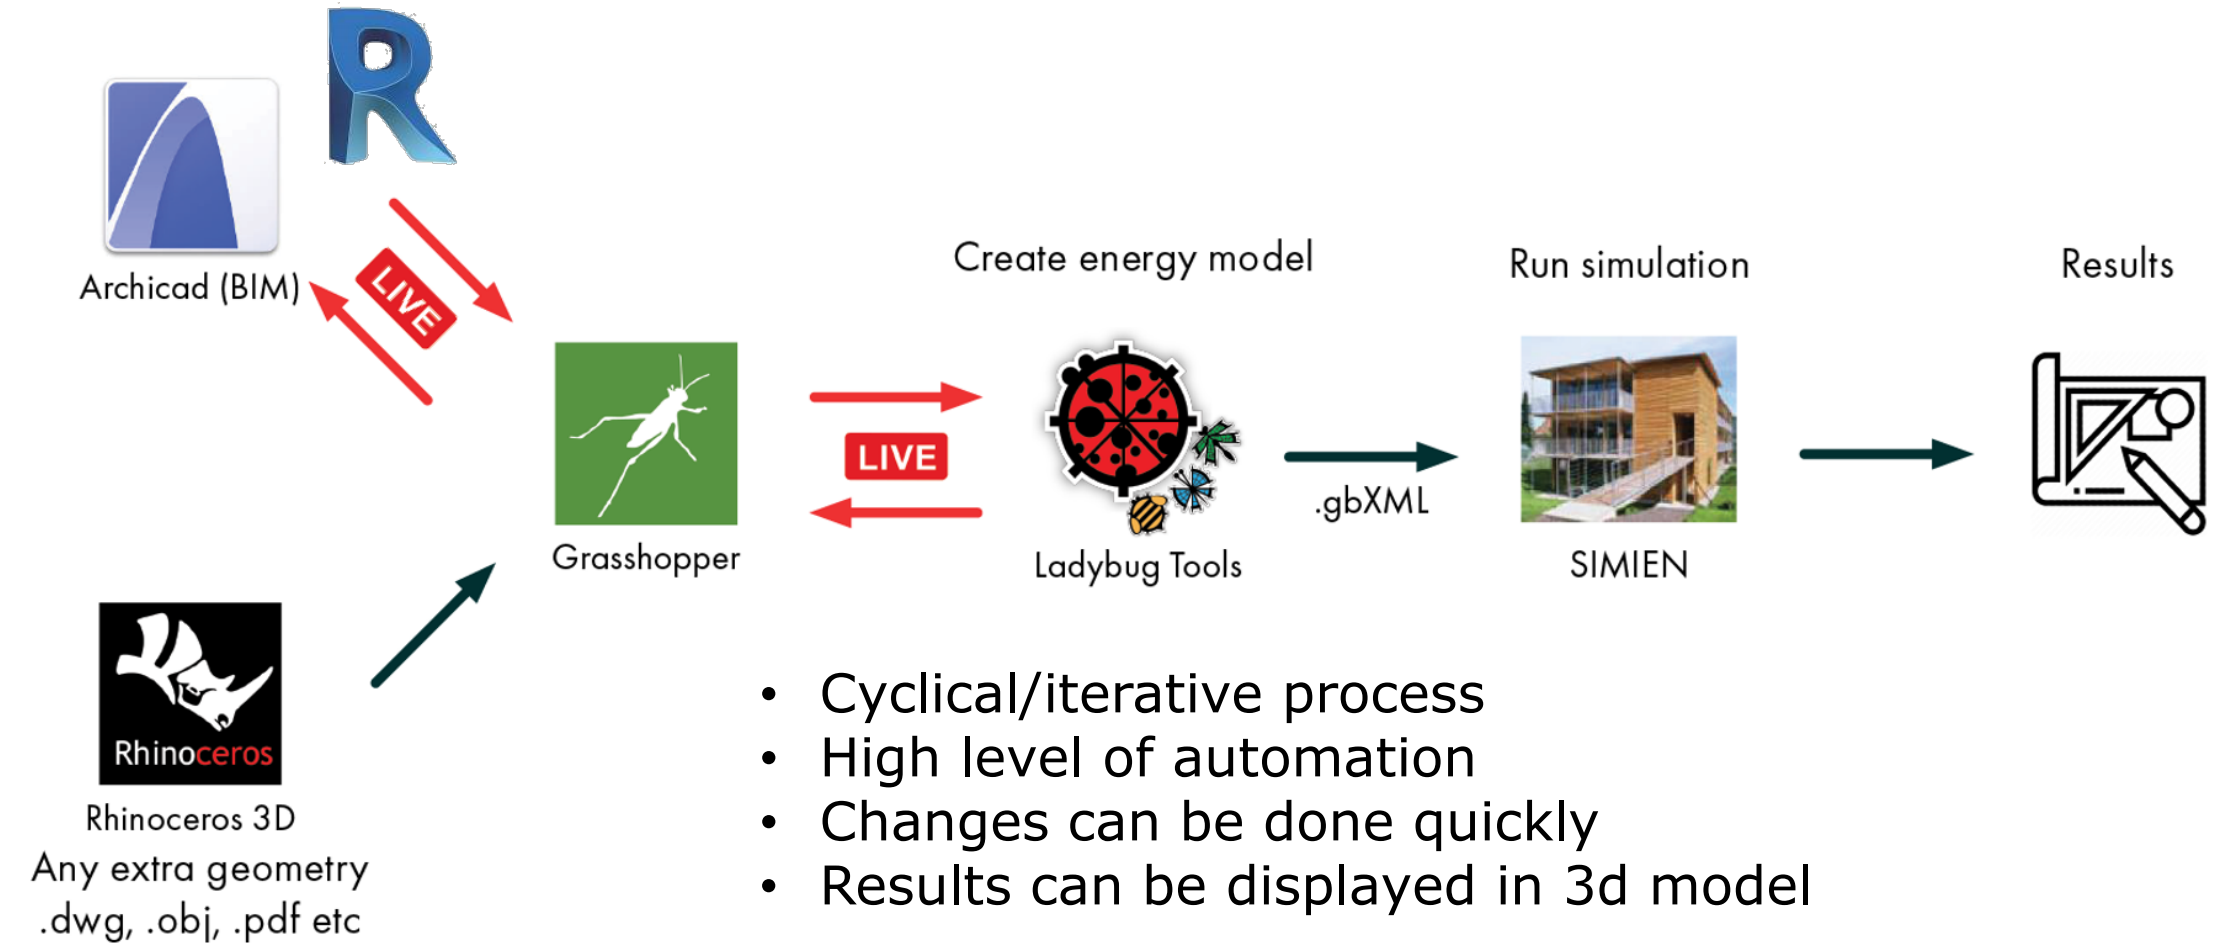 R
Archicad (BIM)
LIVE
Create energy model
Run simulation
Results
LIVE
.gbXML
Grasshopper
Ladybug Tools
SIMIEN
Rhinoceros
Rhinoceros 3D
Any extra geometry
.dwg, .obj, .pdf etc
• Cyclical/iterative process
• High level of automation
• Changes can be done quickly
• Results can be displayed in 3d model